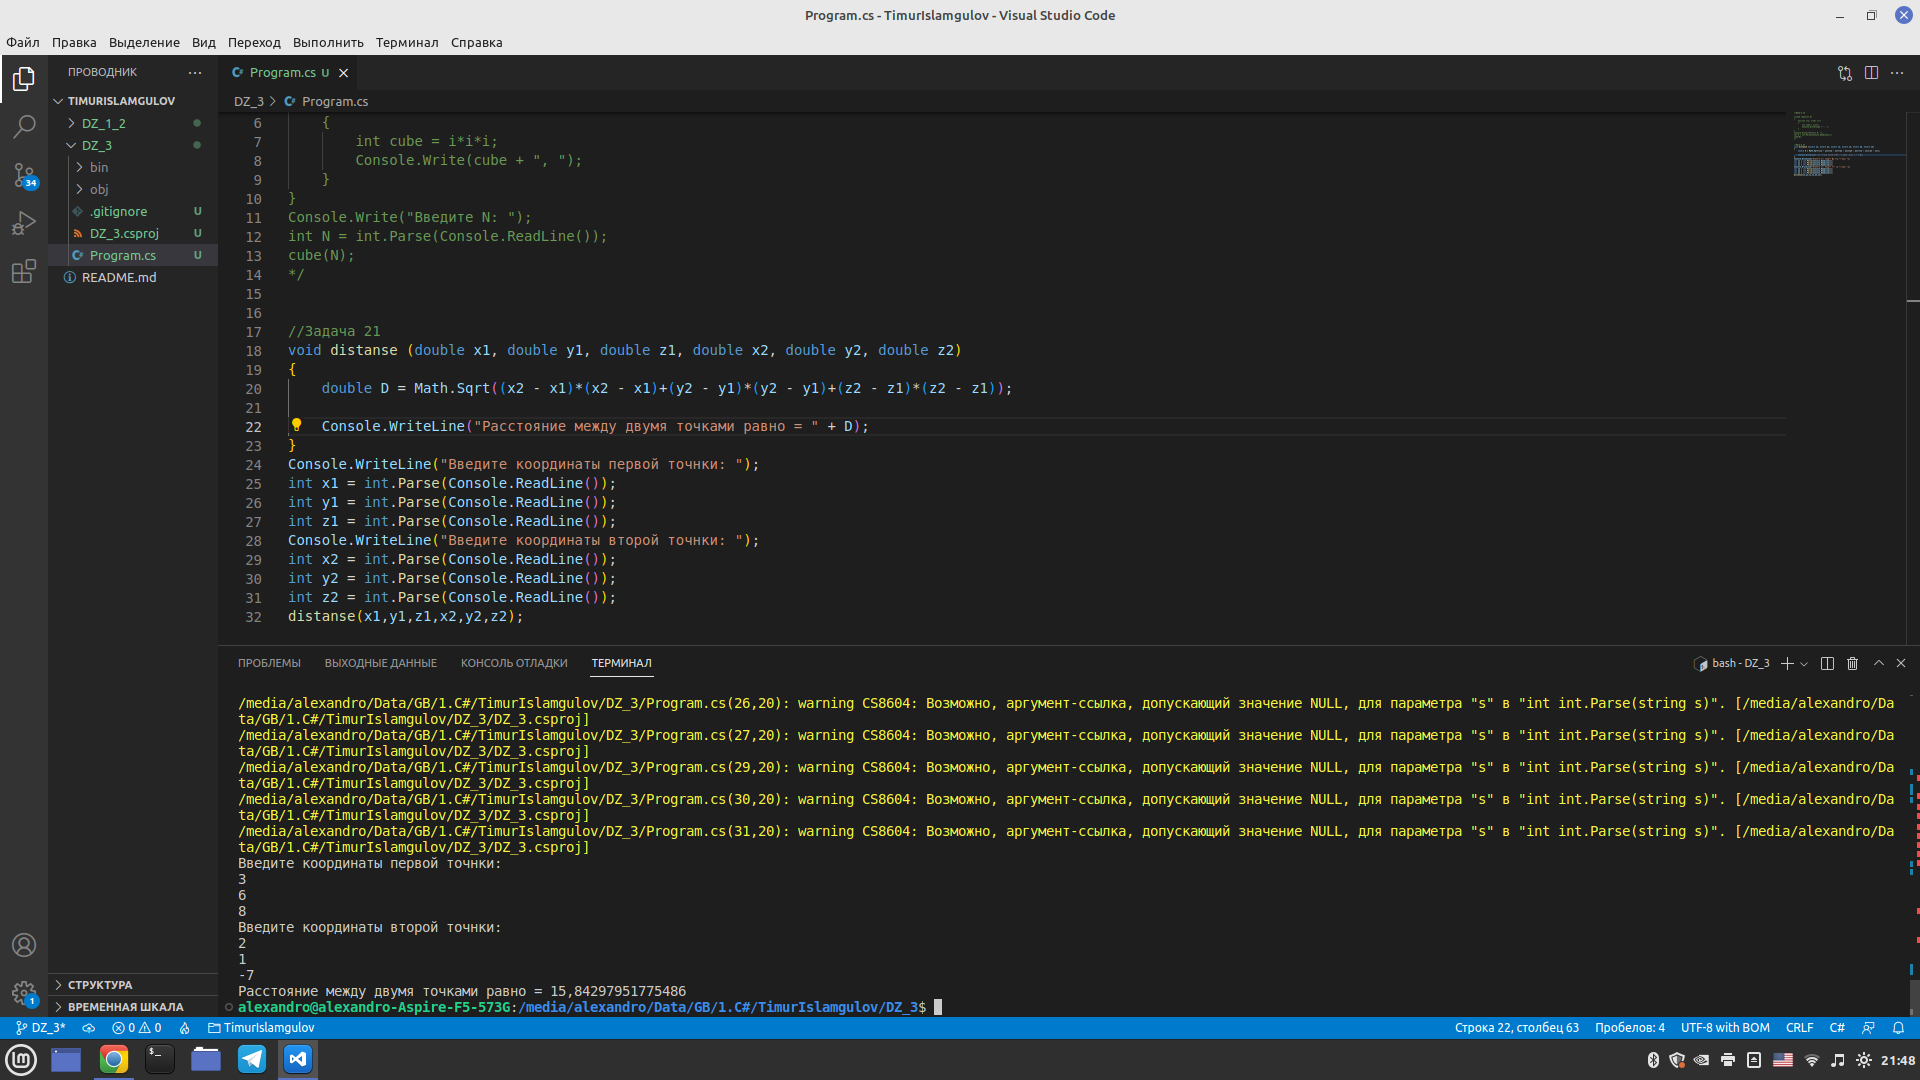 Program.cs - TimurIslamgulov - Visual Studio Code
Файл Правка Выделение Вид Переход Выполнить Терминал Справка
ПРОВОДНИК
TIMURISLAMGULOV
DZ_1_2
DZ_3
bin
obj
.gitignore U
DZ_3.csproj U
Program.cs U
README.md
СТРУКТУРА
ВРЕМЕННАЯ ШКАЛА
34
1
Program.cs U
DZ_3 > Program.cs
6 {
7 int cube = i*i*i;
8 Console.Write(cube + ", ");
9 }
10 }
11 Console.Write("Введите N: ");
12 int N = int.Parse(Console.ReadLine());
13 cube(N);
14 */
15
16
17 //Задача 21
18 void distanse (double x1, double y1, double z1, double x2, double y2, double z2)
19 {
20 double D = Math.Sqrt((x2 - x1)*(x2 - x1)+(y2 - y1)*(y2 - y1)+(z2 - z1)*(z2 - z1));
21
22 Console.WriteLine("Расстояние между двумя точками равно = " + D);
23 }
24 Console.WriteLine("Введите координаты первой точнки: ");
25 int x1 = int.Parse(Console.ReadLine());
26 int y1 = int.Parse(Console.ReadLine());
27 int z1 = int.Parse(Console.ReadLine());
28 Console.WriteLine("Введите координаты второй точнки: ");
29 int x2 = int.Parse(Console.ReadLine());
30 int y2 = int.Parse(Console.ReadLine());
31 int z2 = int.Parse(Console.ReadLine());
32 distanse(x1,y1,z1,x2,y2,z2);
ПРОБЛЕМЫ ВЫХОДНЫЕ ДАННЫЕ КОНСОЛЬ ОТЛАДКИ ТЕРМИНАЛ
bash - DZ_3
/media/alexandro/Data/GB/1.C#/TimurIslamgulov/DZ_3/Program.cs(26,20): warning CS8604: Возможно, аргумент-ссылка, допускающий значение NULL, для параметра "s" в "int int.Parse(string s)". [/media/alexandro/Da
ta/GB/1.C#/TimurIslamgulov/DZ_3/DZ_3.csproj]
/media/alexandro/Data/GB/1.C#/TimurIslamgulov/DZ_3/Program.cs(27,20): warning CS8604: Возможно, аргумент-ссылка, допускающий значение NULL, для параметра "s" в "int int.Parse(string s)". [/media/alexandro/Da
ta/GB/1.C#/TimurIslamgulov/DZ_3/DZ_3.csproj]
/media/alexandro/Data/GB/1.C#/TimurIslamgulov/DZ_3/Program.cs(29,20): warning CS8604: Возможно, аргумент-ссылка, допускающий значение NULL, для параметра "s" в "int int.Parse(string s)". [/media/alexandro/Da
ta/GB/1.C#/TimurIslamgulov/DZ_3/DZ_3.csproj]
/media/alexandro/Data/GB/1.C#/TimurIslamgulov/DZ_3/Program.cs(30,20): warning CS8604: Возможно, аргумент-ссылка, допускающий значение NULL, для параметра "s" в "int int.Parse(string s)". [/media/alexandro/Da
ta/GB/1.C#/TimurIslamgulov/DZ_3/DZ_3.csproj]
/media/alexandro/Data/GB/1.C#/TimurIslamgulov/DZ_3/Program.cs(31,20): warning CS8604: Возможно, аргумент-ссылка, допускающий значение NULL, для параметра "s" в "int int.Parse(string s)". [/media/alexandro/Da
ta/GB/1.C#/TimurIslamgulov/DZ_3/DZ_3.csproj]
Введите координаты первой точнки:
3
6
8
Введите координаты второй точнки:
2
1
-7
Расстояние между двумя точками равно = 15,84297951775486
alexandro@alexandro-Aspire-F5-573G:/media/alexandro/Data/GB/1.C#/TimurIslamgulov/DZ_3$
DZ_3* 0 0 TimurIslamgulov
Строка 22, столбец 63 Пробелов: 4 UTF-8 with BOM CRLF C#
21:48